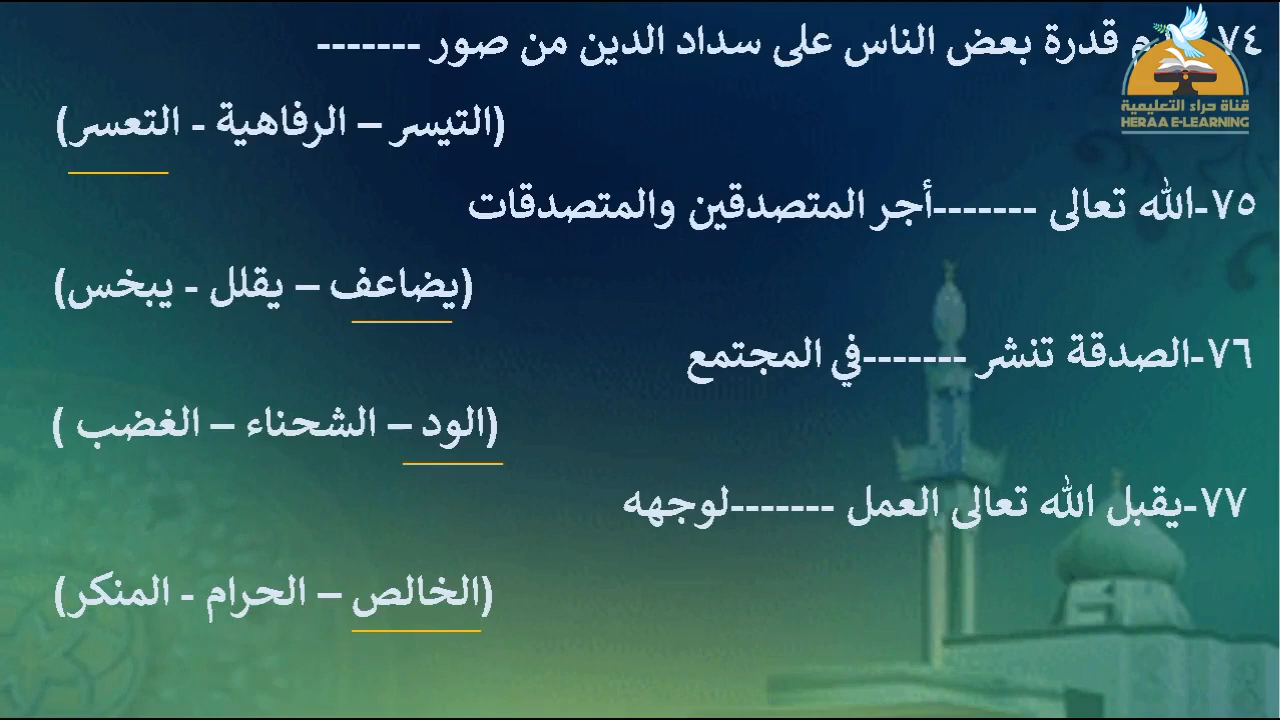 ٧٤- م قدرة بعض الناس على سداد الدين من صور -------
(التيسر – الرفاهية - التعسر)
٧٥-الله تعالى -------أجر المتصدقين والمتصدقات
(يضاعف – يقلل - يبخس)
٧٦-الصدقة تنشر -------في المجتمع
(الود – الشحناء – الغضب )
٧٧-يقبل الله تعالى العمل -------لوجهه
(الخالص – الحرام - المنكر)
قناة حراء التعليمية
HERAA E-LEARNING